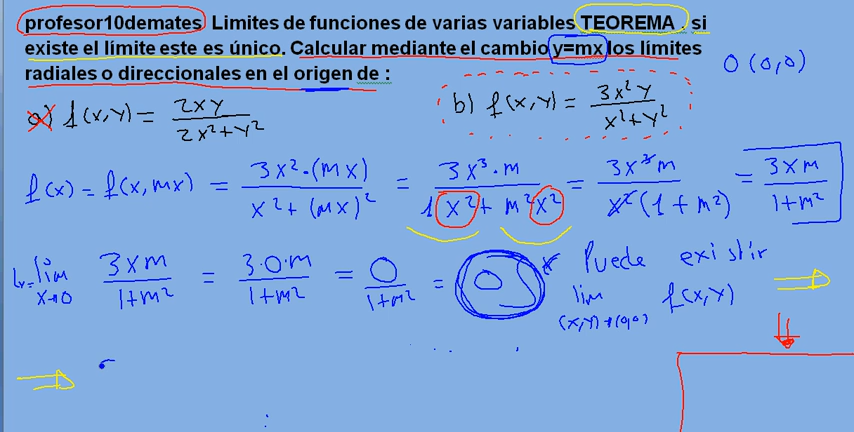 profesor10demates Limites de funciones de varias variables TEOREMA . si
existe el límite este es único. Calcular mediante el cambio y=mx los límites
radiales o direccionales en el origen de :
O (0,0)
a) f(x,y) = 2xy / 2x²+y²
b) f(x,y) = 3x²y / x²+y²
f(x) = f(x,mx) = 3x²·(mx) / x²+(mx)² = 3x³·m / 1x²+m²x² = 3x³m / x²(1+m²) = 3xm / 1+m²
Lr= lim x→0 3xm / 1+m² = 3·0·m / 1+m² = 0 / 1+m² = 0 * Puede existir
lim (x,y)→(0,0) f(x,y)